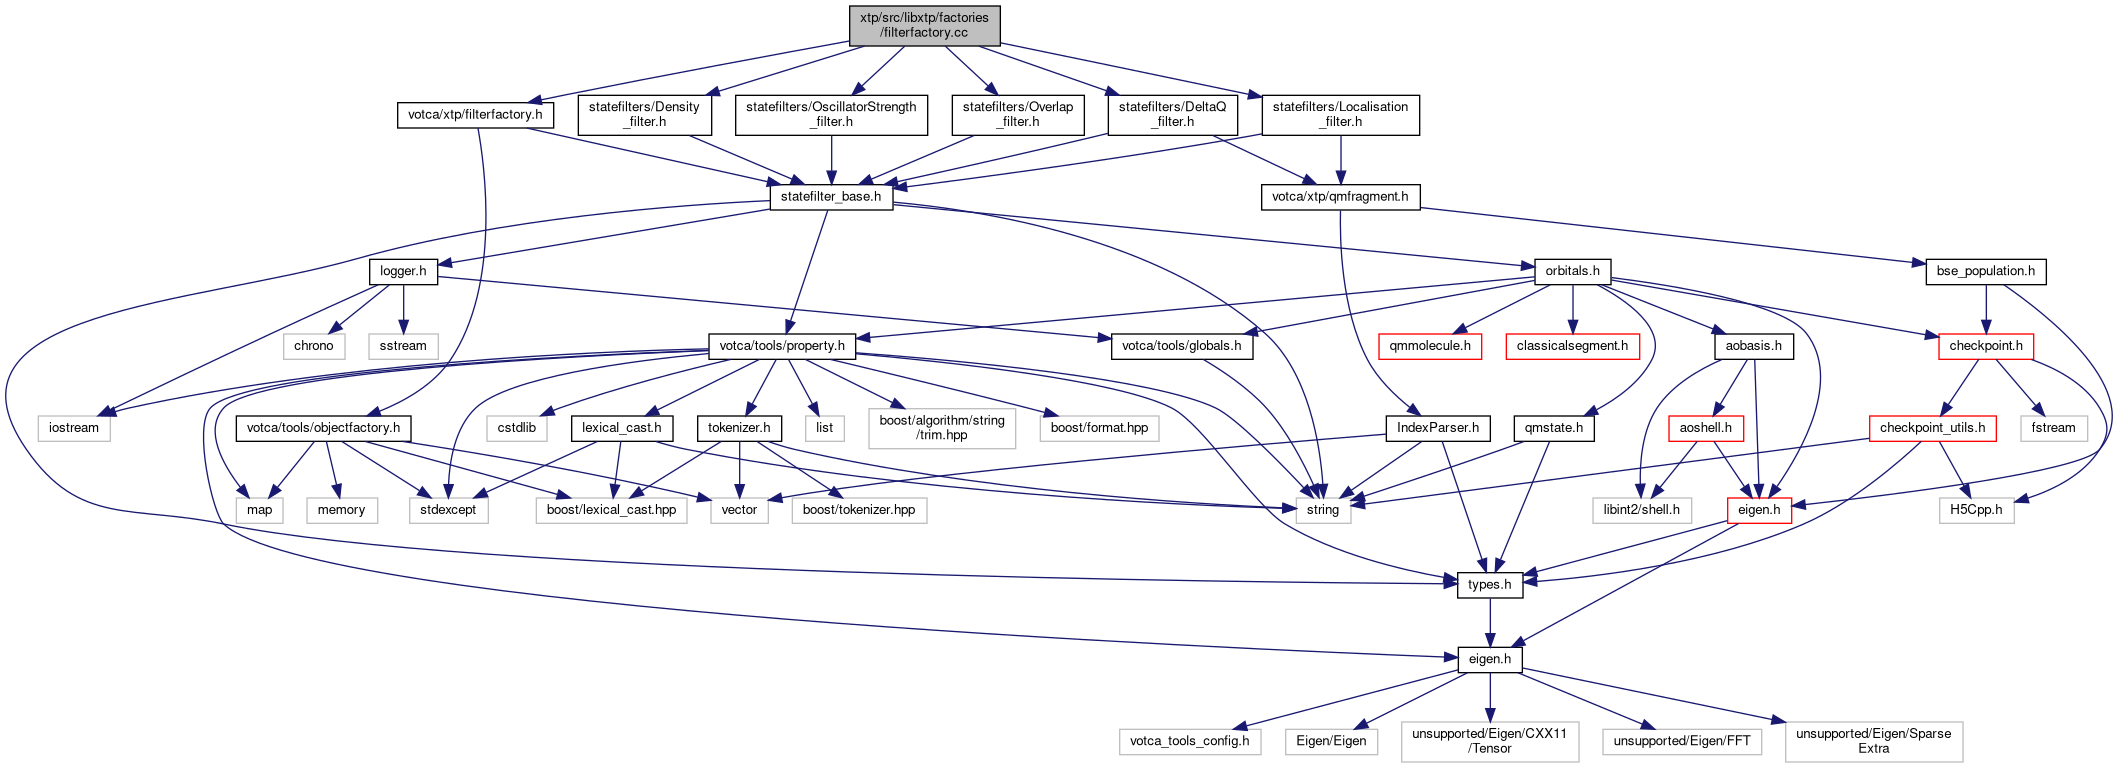 xtp/src/libxtp/factories
/filterfactory.cc
votca/xtp/filterfactory.h
statefilters/Density
_filter.h
statefilters/OscillatorStrength
_filter.h
statefilters/Overlap
_filter.h
statefilters/DeltaQ
_filter.h
statefilters/Localisation
_filter.h
statefilter_base.h
votca/xtp/qmfragment.h
logger.h
orbitals.h
bse_population.h
chrono
sstream
votca/tools/property.h
votca/tools/globals.h
qmmolecule.h
classicalsegment.h
aobasis.h
checkpoint.h
iostream
votca/tools/objectfactory.h
cstdlib
lexical_cast.h
tokenizer.h
list
boost/algorithm/string
/trim.hpp
boost/format.hpp
IndexParser.h
qmstate.h
aoshell.h
checkpoint_utils.h
fstream
map
memory
stdexcept
boost/lexical_cast.hpp
vector
boost/tokenizer.hpp
string
libint2/shell.h
eigen.h
H5Cpp.h
types.h
eigen.h
votca_tools_config.h
Eigen/Eigen
unsupported/Eigen/CXX11
/Tensor
unsupported/Eigen/FFT
unsupported/Eigen/Sparse
Extra